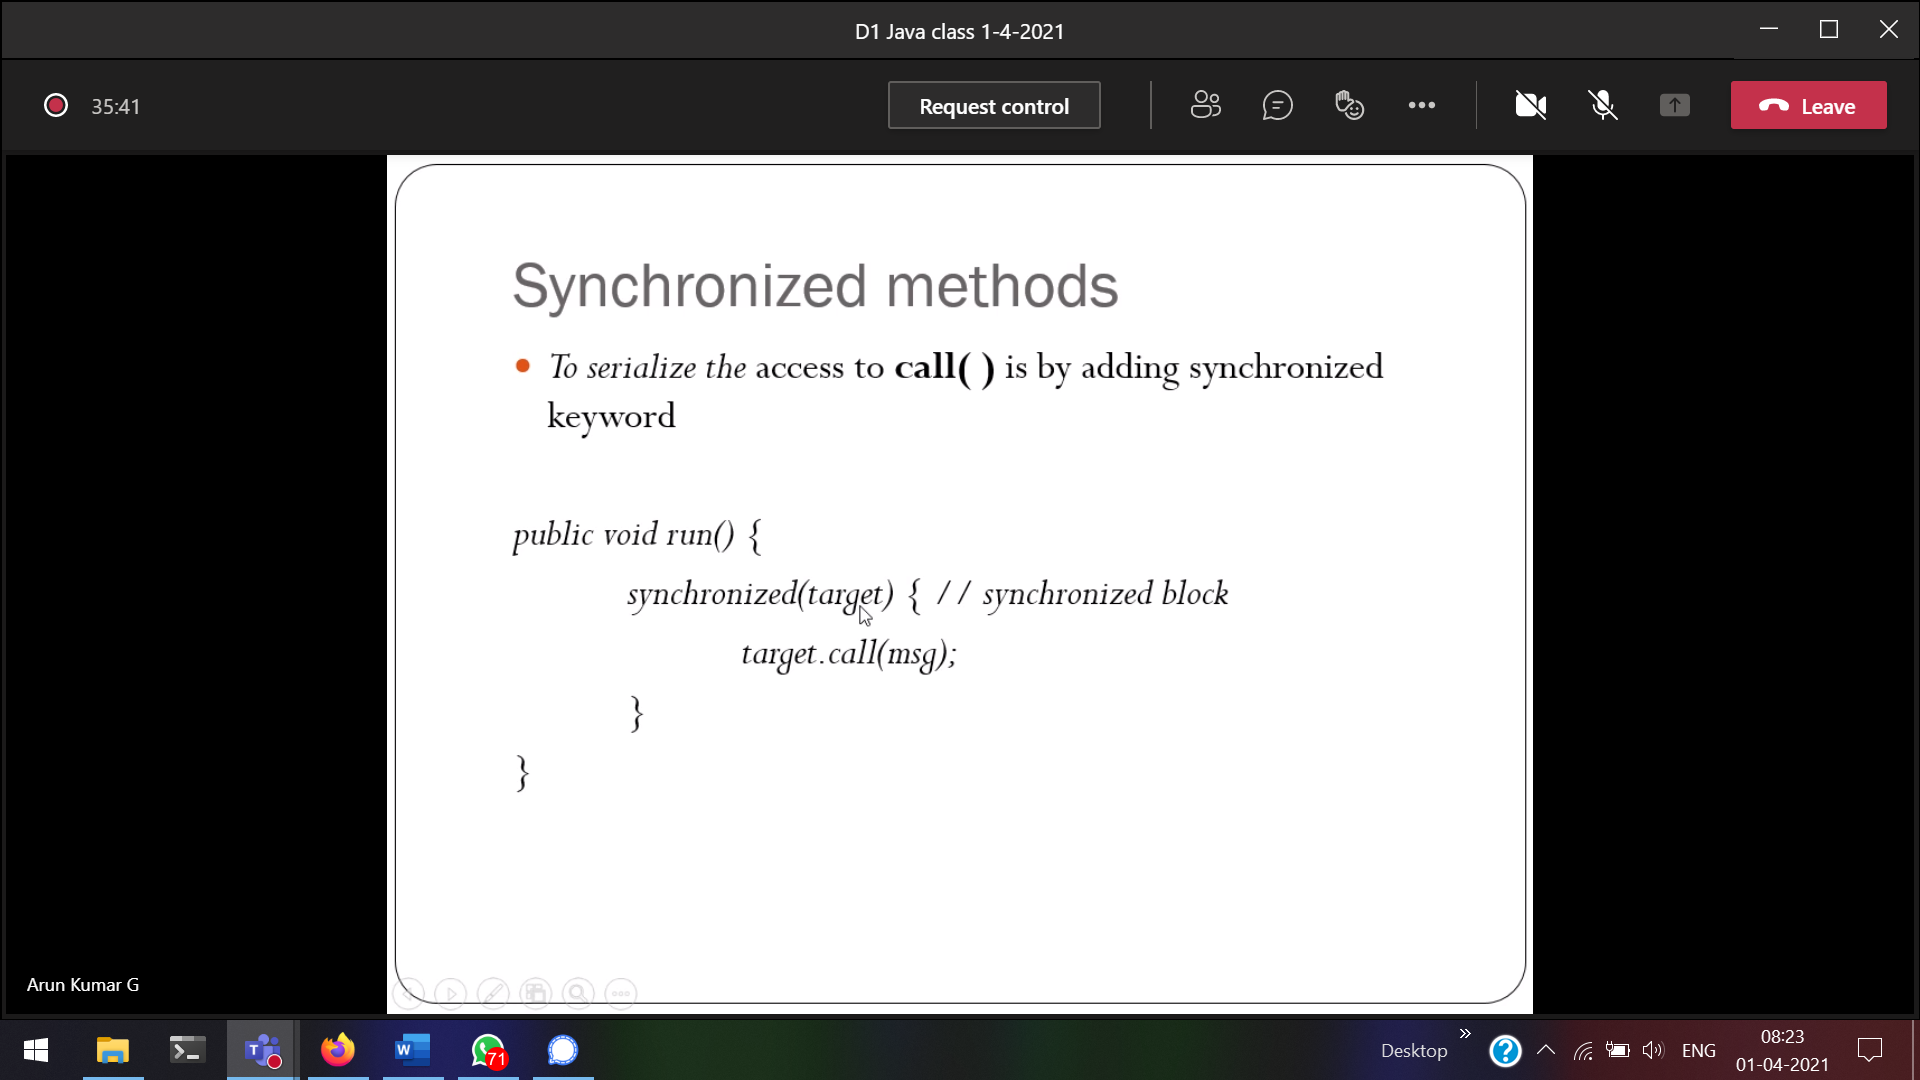 D1 Java class 1-4-2021
35:41
Request control
Leave
Synchronized methods
• To serialize the access to call( ) is by adding synchronized
keyword
public void run() {
synchronized(target) { // synchronized block
target.call(msg);
}
}
Arun Kumar G
T
W
71
Desktop
»
?
ENG
08:23
01-04-2021